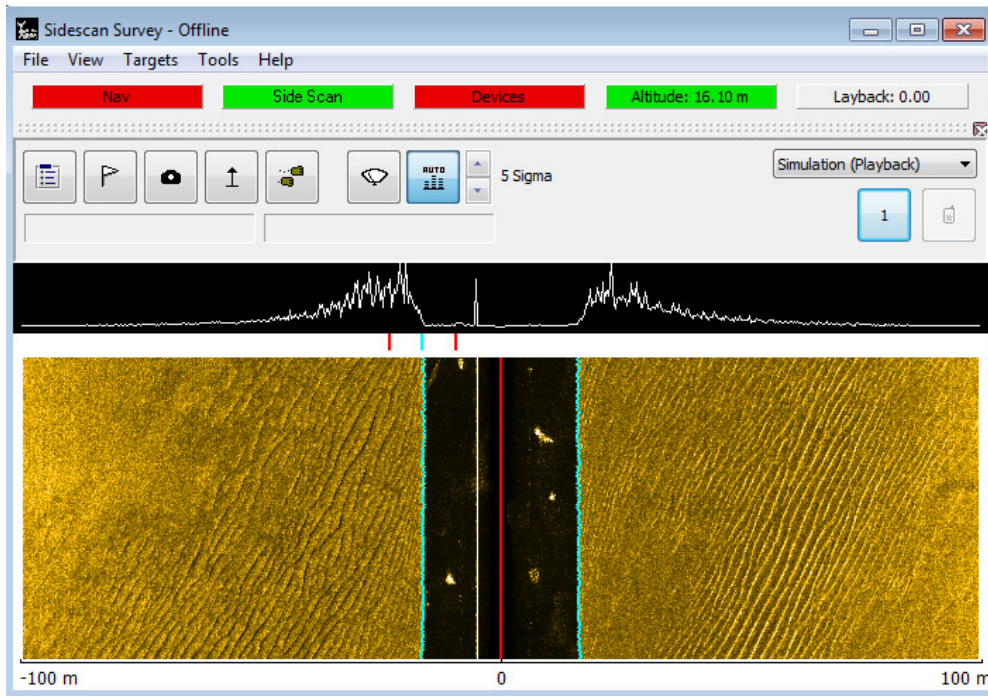 Sidescan Survey - Offline
File View Targets Tools Help
Nav Side Scan Devices Altitude: 16.10 m Layback: 0.00
AUTO 5 Sigma Simulation (Playback)
1
-100 m 0 100 m